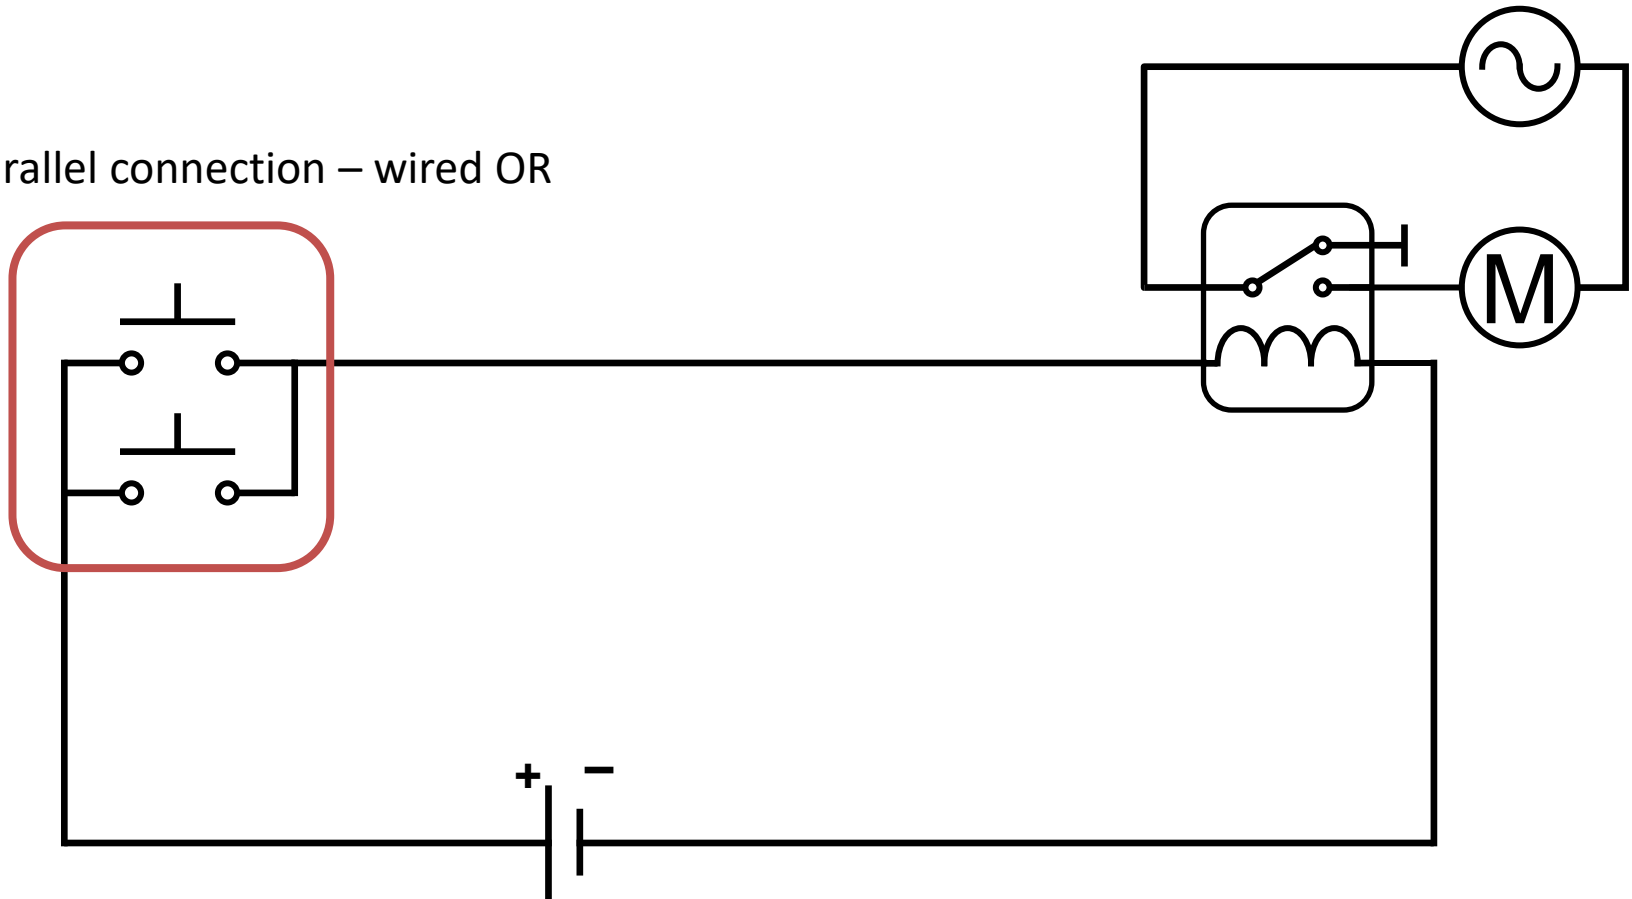 rallel connection – wired OR
M
+ –